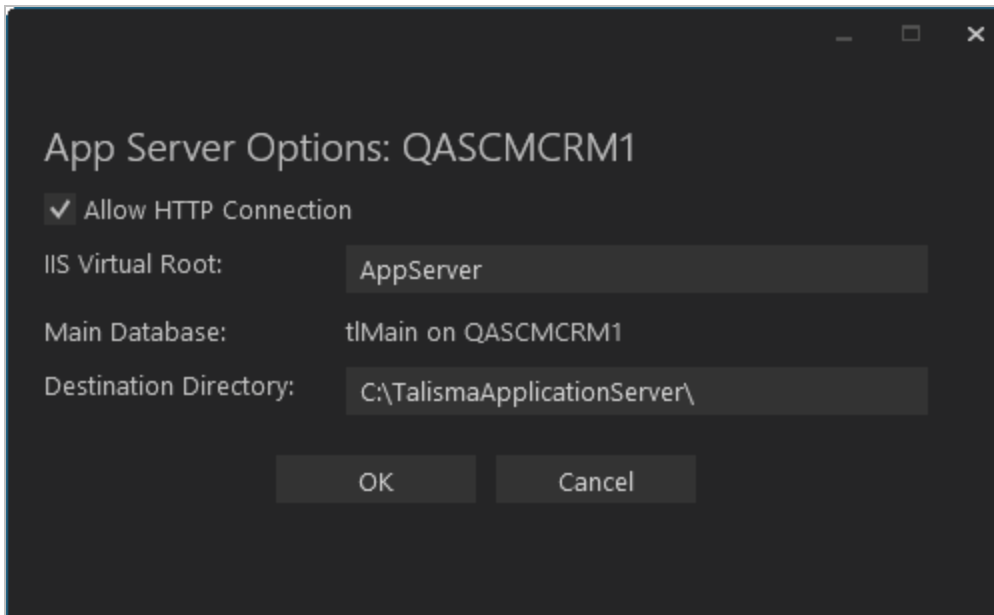 App Server Options: QASCMCRM1
Allow HTTP Connection
IIS Virtual Root: AppServer
Main Database: tlMain on QASCMCRM1
Destination Directory: C:\TalismaApplicationServer\
OK Cancel